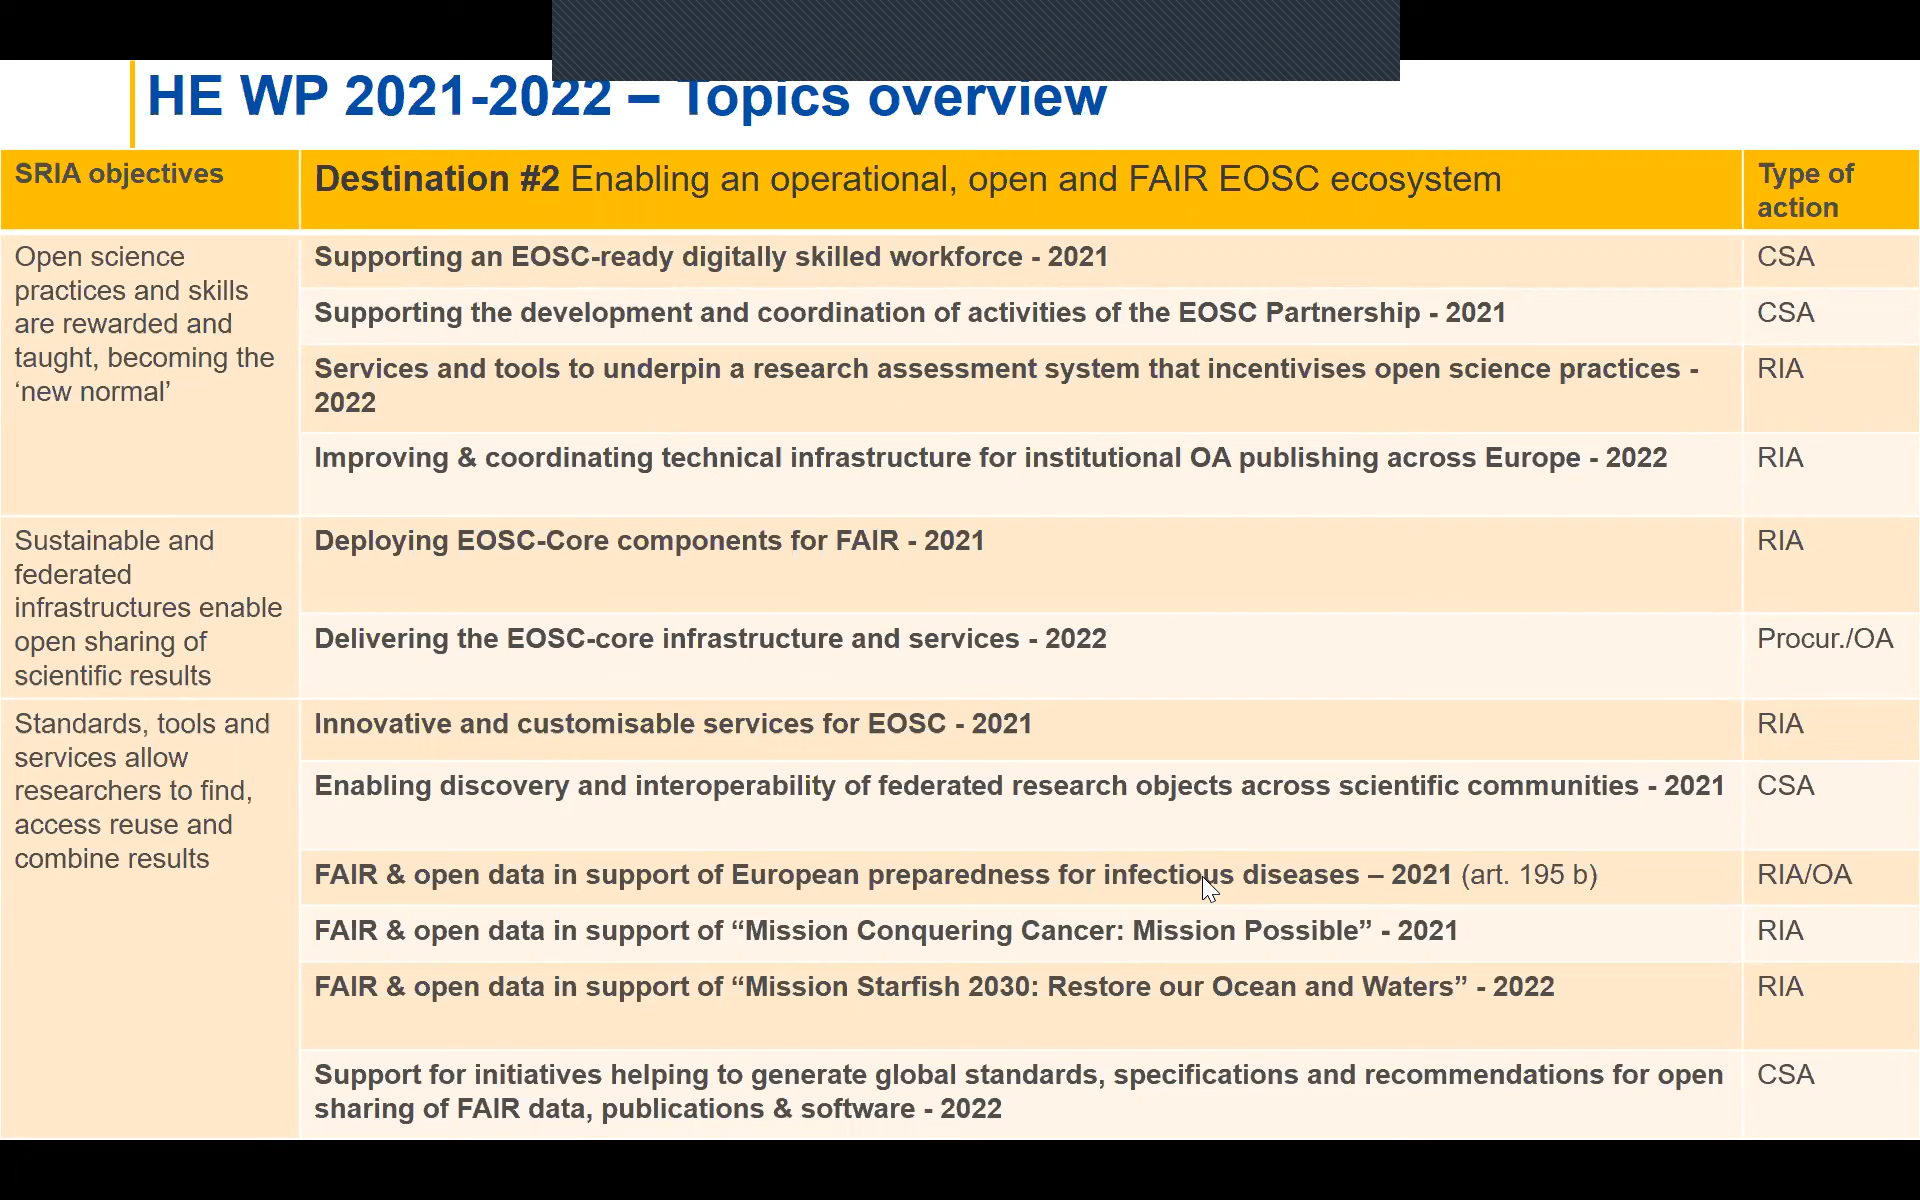 HE WP 2021-2022 – Topics overview
SRIA objectives
Destination #2 Enabling an operational, open and FAIR EOSC ecosystem
Type of
action
Open science
practices and skills
are rewarded and
taught, becoming the
‘new normal’
Supporting an EOSC-ready digitally skilled workforce - 2021
CSA
Supporting the development and coordination of activities of the EOSC Partnership - 2021
CSA
Services and tools to underpin a research assessment system that incentivises open science practices -
2022
RIA
Improving & coordinating technical infrastructure for institutional OA publishing across Europe - 2022
RIA
Sustainable and
federated
infrastructures enable
open sharing of
scientific results
Deploying EOSC-Core components for FAIR - 2021
RIA
Delivering the EOSC-core infrastructure and services - 2022
Procur./OA
Standards, tools and
services allow
researchers to find,
access reuse and
combine results
Innovative and customisable services for EOSC - 2021
RIA
Enabling discovery and interoperability of federated research objects across scientific communities - 2021
CSA
FAIR & open data in support of European preparedness for infectious diseases – 2021 (art. 195 b)
RIA/OA
FAIR & open data in support of “Mission Conquering Cancer: Mission Possible” - 2021
RIA
FAIR & open data in support of “Mission Starfish 2030: Restore our Ocean and Waters” - 2022
RIA
Support for initiatives helping to generate global standards, specifications and recommendations for open
sharing of FAIR data, publications & software - 2022
CSA